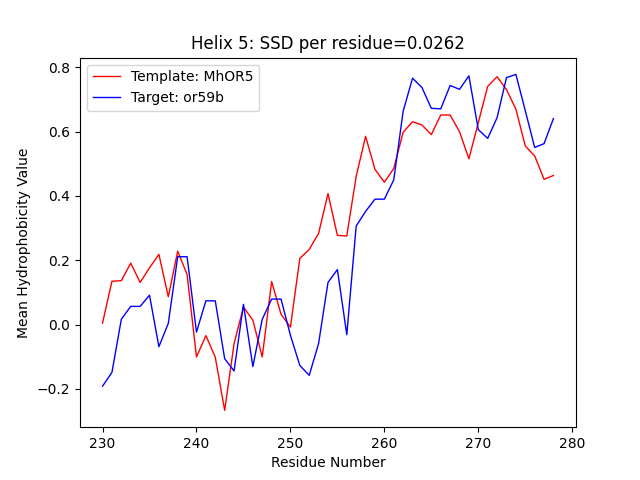 Helix 5: SSD per residue=0.0262
Template: MhOR5
Target: or59b
Mean Hydrophobicity Value
0.8
0.6
0.4
0.2
0.0
−0.2
230
240
250
260
270
280
Residue Number